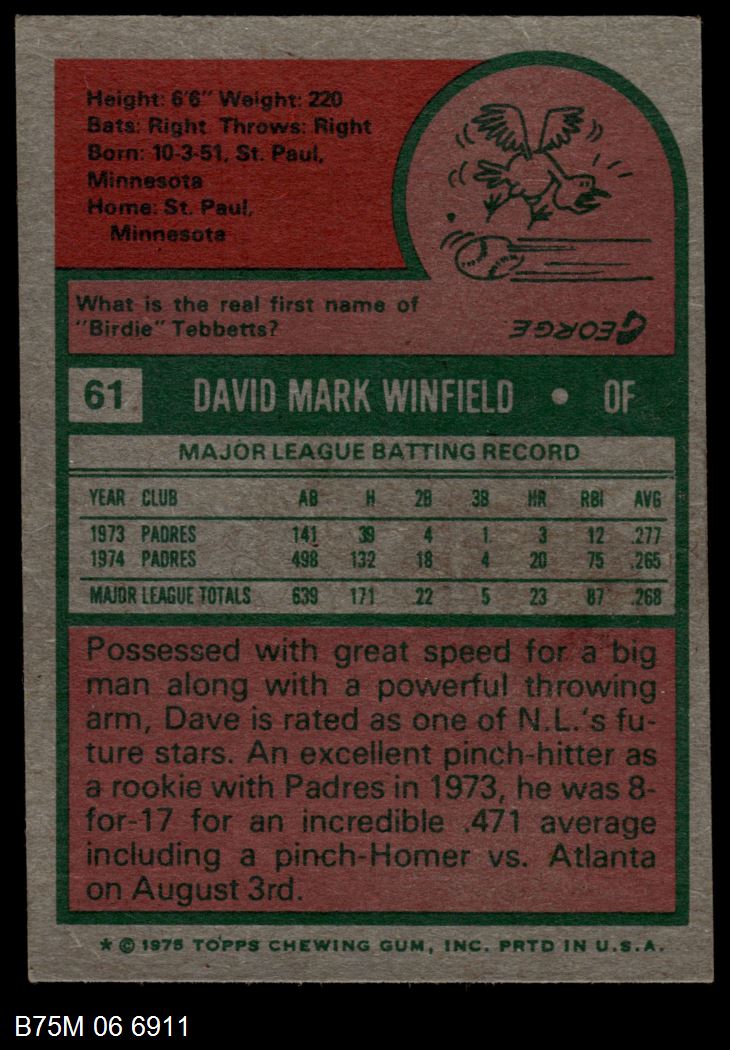 Height: 6'6" Weight: 220
Bats: Right Throws: Right
Born: 10-3-51, St. Paul,
Minnesota
Home: St. Paul,
Minnesota
What is the real first name of
"Birdie" Tebbetts?
GEORGE
61 DAVID MARK WINFIELD • OF
MAJOR LEAGUE BATTING RECORD
YEAR CLUB AB H 2B 3B HR RBI AVG
1973 PADRES 141 39 4 1 3 12 .277
1974 PADRES 498 132 18 4 20 75 .265
MAJOR LEAGUE TOTALS 639 171 22 5 23 87 .268
Possessed with great speed for a big
man along with a powerful throwing
arm, Dave is rated as one of N.L.'s fu-
ture stars. An excellent pinch-hitter as
a rookie with Padres in 1973, he was 8-
for-17 for an incredible .471 average
including a pinch-Homer vs. Atlanta
on August 3rd.
* © 1975 TOPPS CHEWING GUM, INC. PRTD IN U.S.A.
B75M 06 6911